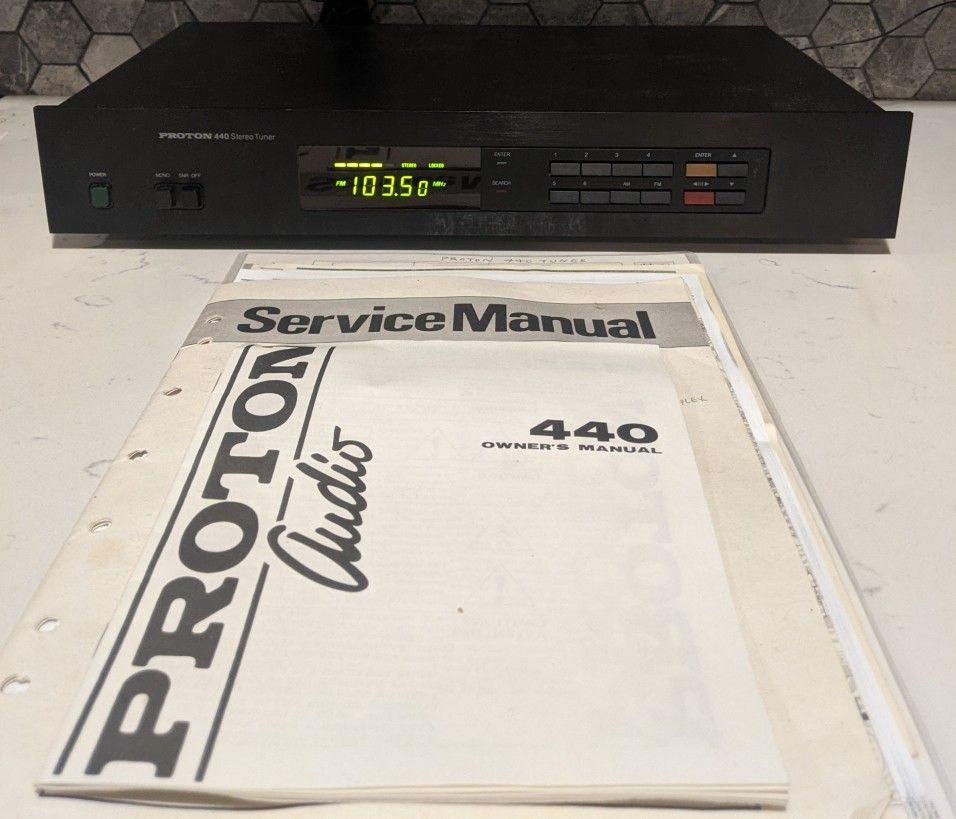 PROTON 440 Stereo Tuner
POWER
MONO SNR OFF
STEREO LOCKED
FM 103.50 MHz
ENTER
SEARCH
1 2 3 4 ENTER ▲
5 6 AM FM ◀III▶ ▼
PROTON 440 TUNER
Service Manual
PROTON
Audio
440
OWNER'S MANUAL